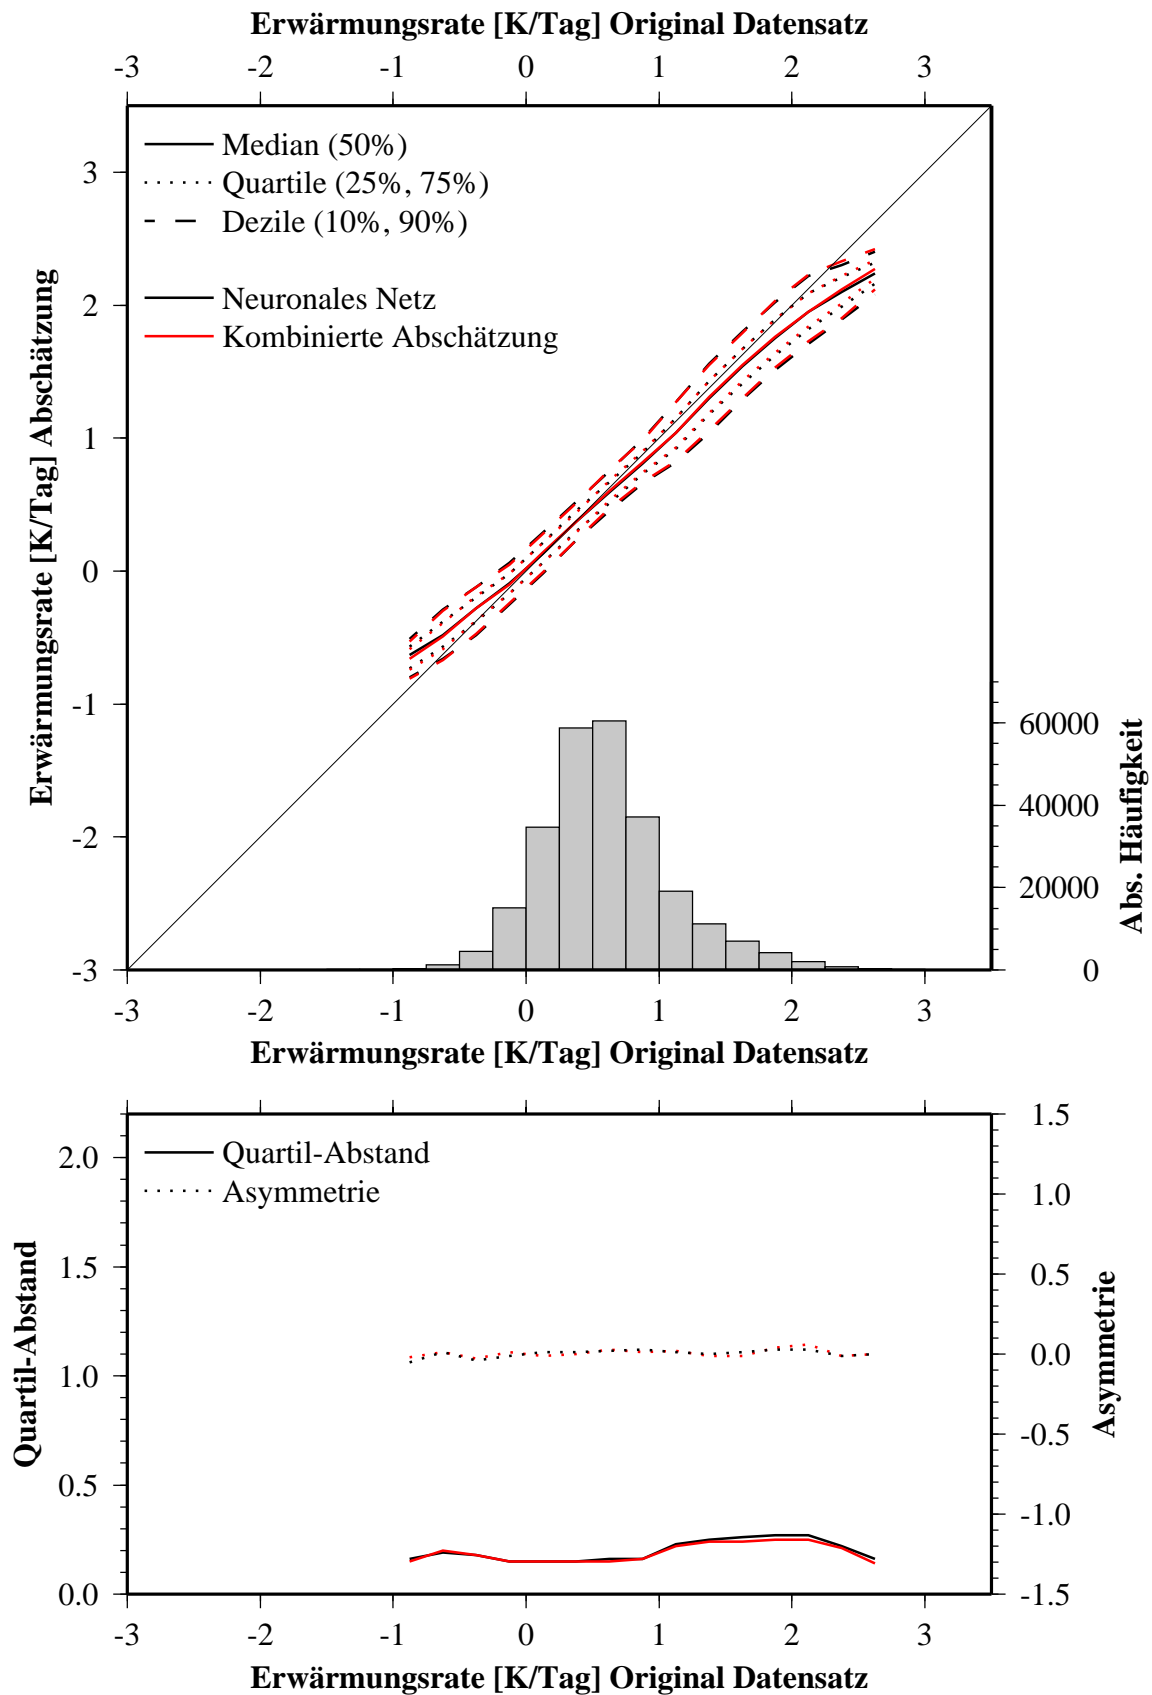 Erwärmungsrate [K/Tag] Original Datensatz
-3 -2 -1 0 1 2 3
Median (50%)
Quartile (25%, 75%)
Dezile (10%, 90%)
Neuronales Netz
Kombinierte Abschätzung
Erwärmungsrate [K/Tag] Abschätzung
3
2
1
0
-1
-2
-3
60000
40000
20000
0
Abs. Häufigkeit
-3 -2 -1 0 1 2 3
Erwärmungsrate [K/Tag] Original Datensatz
Quartil-Abstand
Asymmetrie
Quartil-Abstand
2.0
1.5
1.0
0.5
0.0
1.5
1.0
0.5
0.0
-0.5
-1.0
-1.5
Asymmetrie
-3 -2 -1 0 1 2 3
Erwärmungsrate [K/Tag] Original Datensatz